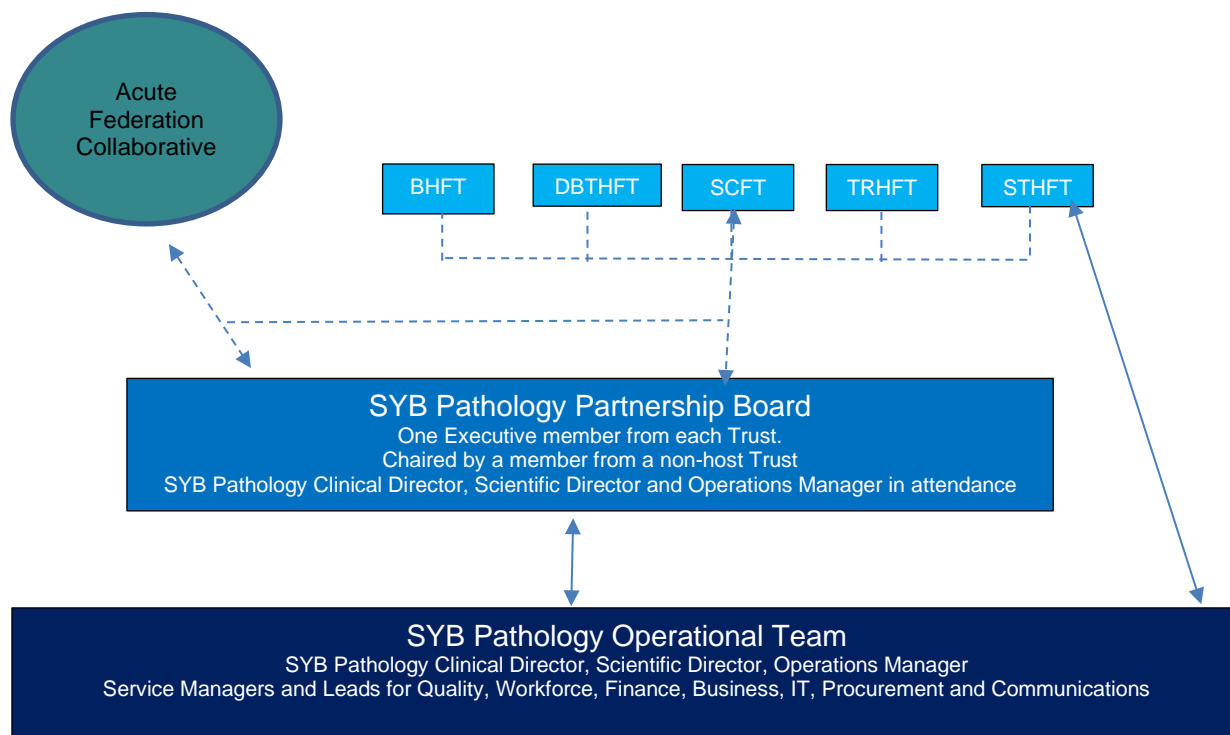 Acute
Federation
Collaborative
BHFT
DBTHFT
SCFT
TRHFT
STHFT
SYB Pathology Partnership Board
One Executive member from each Trust.
Chaired by a member from a non-host Trust
SYB Pathology Clinical Director, Scientific Director and Operations Manager in attendance
SYB Pathology Operational Team
SYB Pathology Clinical Director, Scientific Director, Operations Manager
Service Managers and Leads for Quality, Workforce, Finance, Business, IT, Procurement and Communications